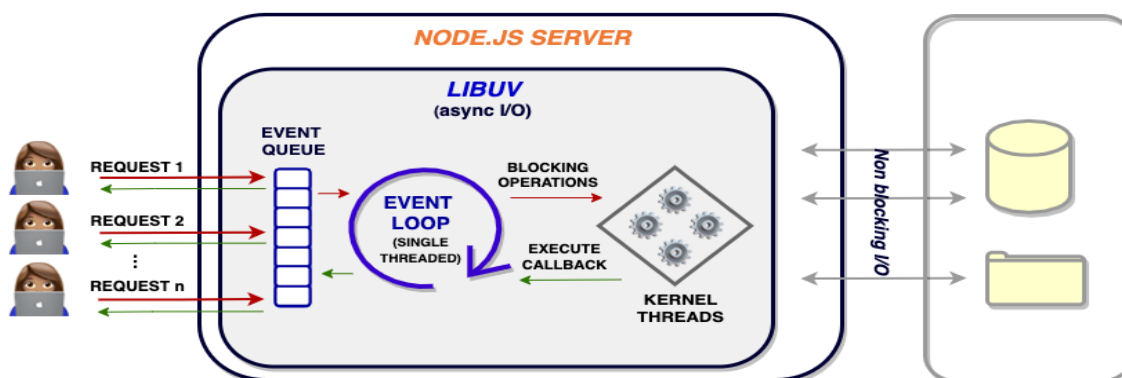 NODE.JS SERVER
LIBUV
(async I/O)
EVENT
QUEUE
REQUEST 1
REQUEST 2
...
REQUEST n
EVENT
LOOP
(SINGLE
THREADED)
BLOCKING
OPERATIONS
EXECUTE
CALLBACK
KERNEL
THREADS
Non blocking I/O